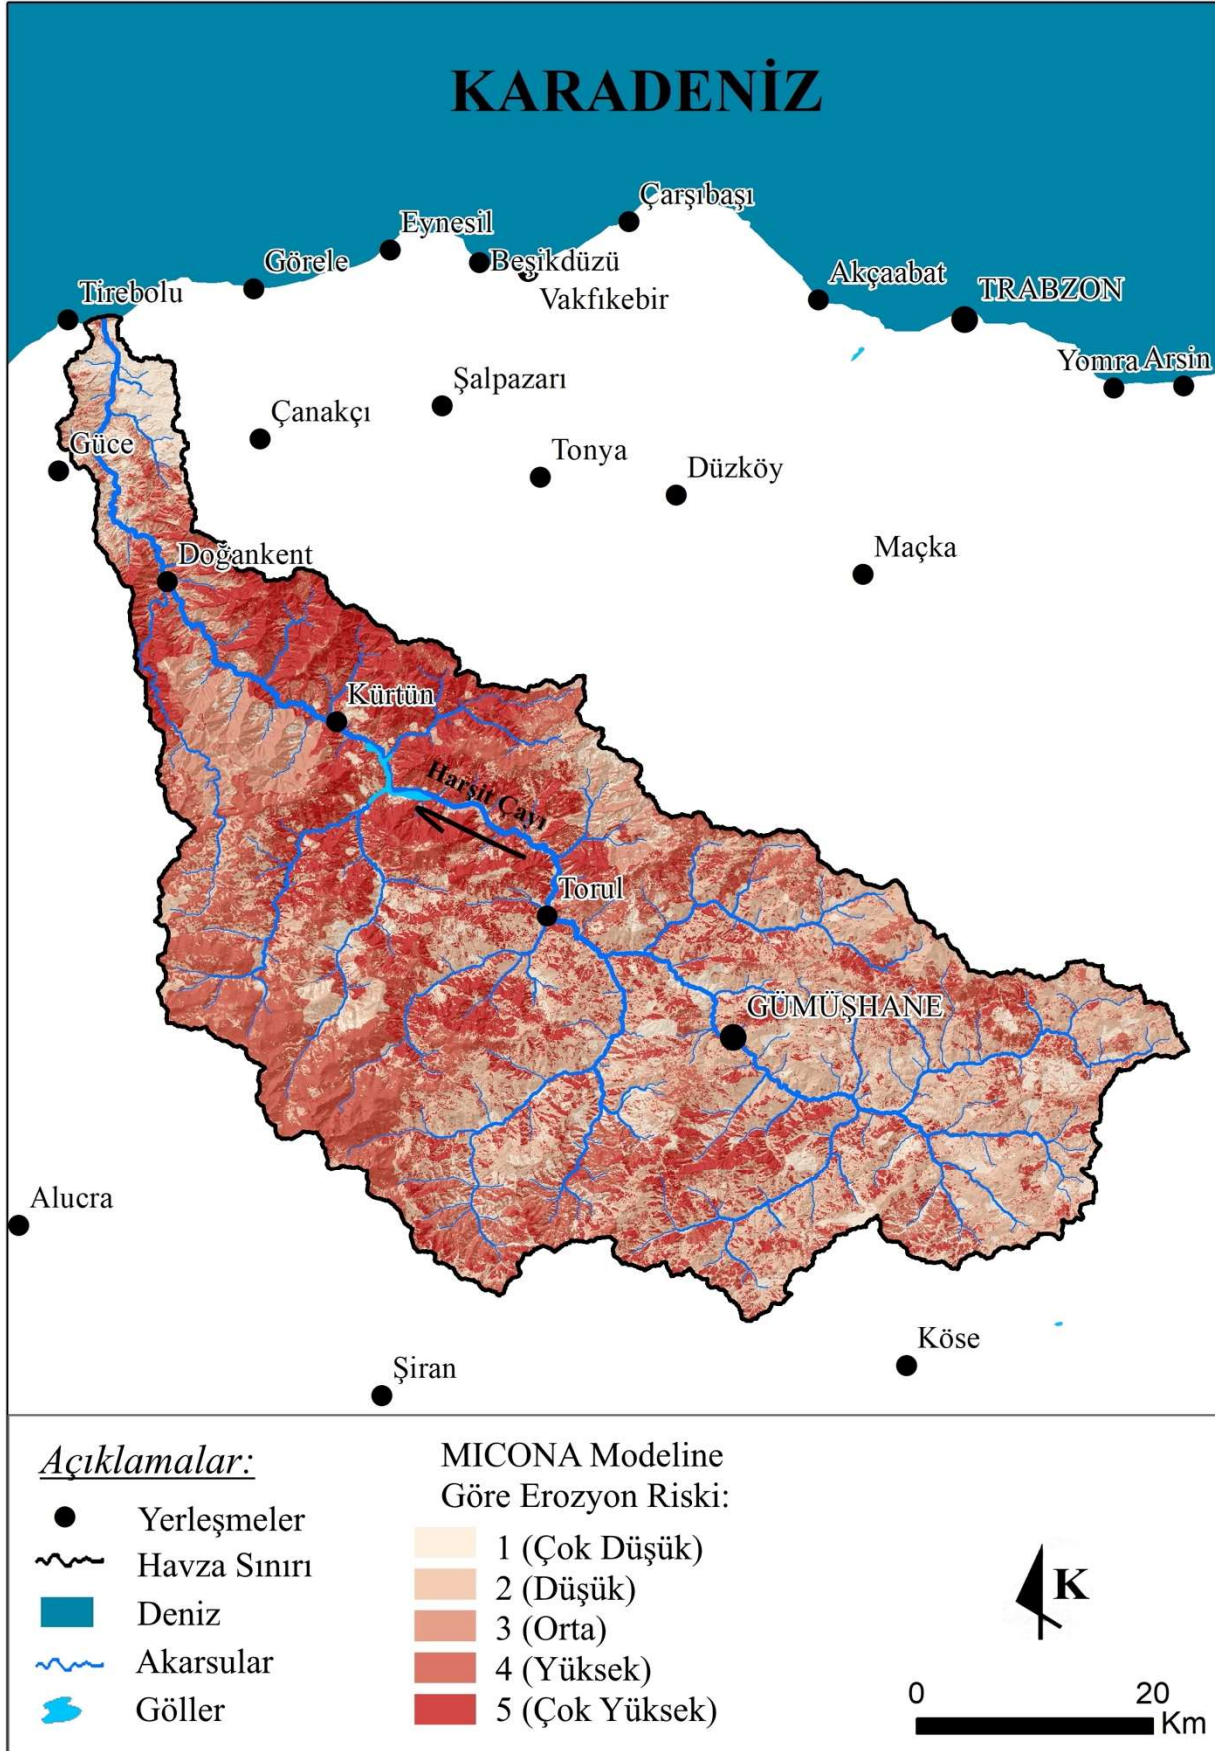 KARADENİZ
Çarşıbaşı
Eynesil
Görele
Beşikdüzü
Akçaabat
TRABZON
Tirebolu
Vakfıkebir
Yomra
Arsin
Şalpazarı
Çanakçı
Güce
Tonya
Düzköy
Doğankent
Maçka
Kürtün
Harşit Çayı
Torul
GÜMÜŞHANE
Alucra
Köse
Şiran
Açıklamalar:
Yerleşmeler
Havza Sınırı
Deniz
Akarsular
Göller
MICONA Modeline
Göre Erozyon Riski:
1 (Çok Düşük)
2 (Düşük)
3 (Orta)
4 (Yüksek)
5 (Çok Yüksek)
K
0 20
Km